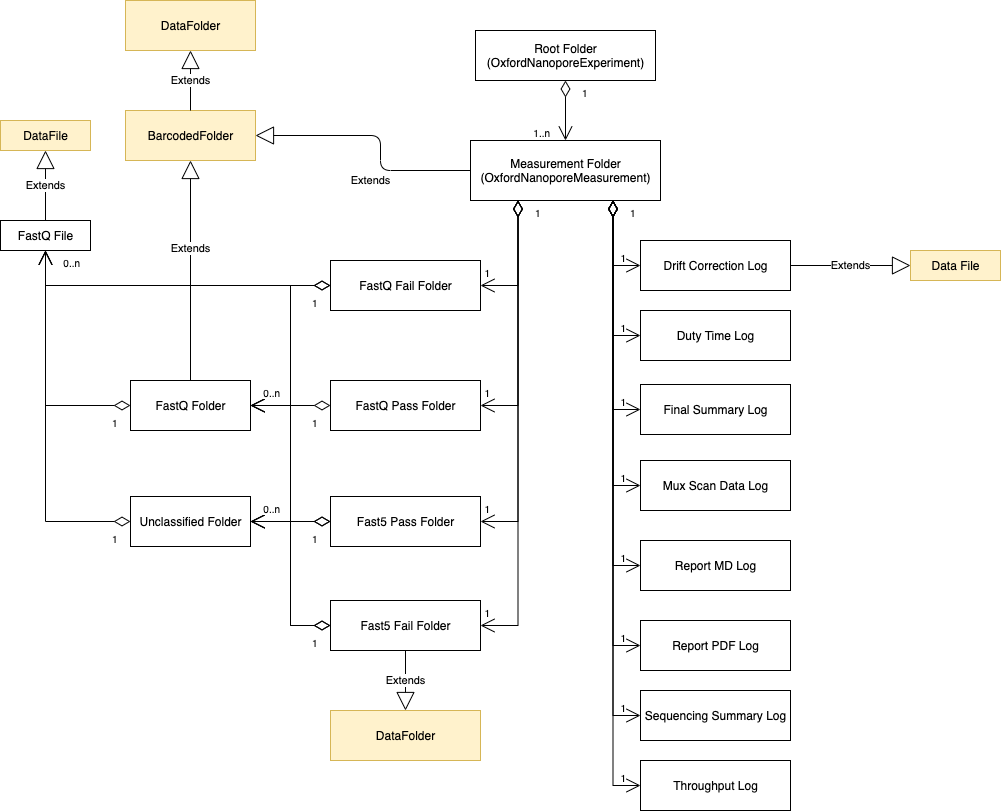 DataFolder
Root Folder
(OxfordNanoporeExperiment)
Extends
1
DataFile
BarcodedFolder
1..n
Measurement Folder
(OxfordNanoporeMeasurement)
Extends
Extends
FastQ File
1
1
Extends
0..n
FastQ Fail Folder
1
1
1
Drift Correction Log
Extends
Data File
1
Duty Time Log
FastQ Folder
1
0..n
FastQ Pass Folder
1
1
1
Final Summary Log
Unclassified Folder
1
0..n
Fast5 Pass Folder
1
1
1
Mux Scan Data Log
1
Report MD Log
Fast5 Fail Folder
1
1
1
Report PDF Log
Extends
DataFolder
1
Sequencing Summary Log
1
Throughput Log